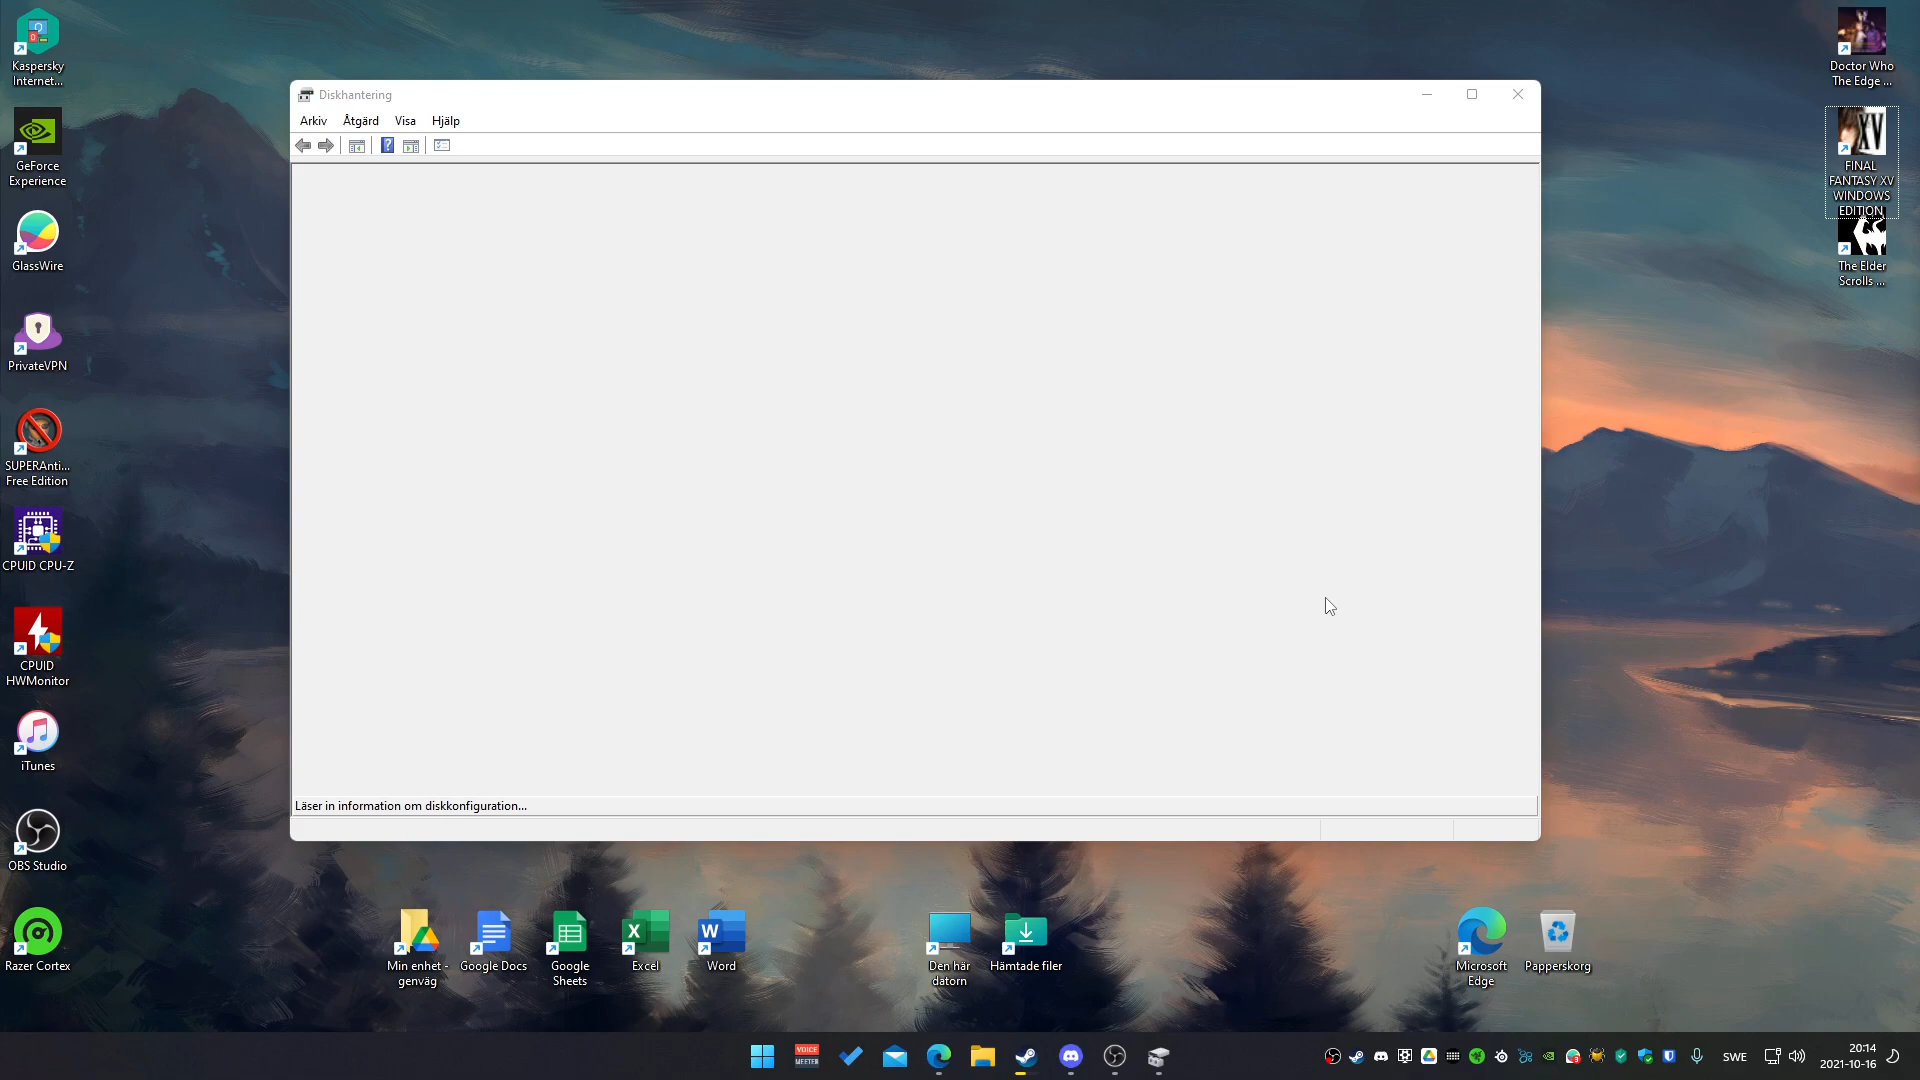 Kaspersky
Internet...
GeForce
Experience
GlassWire
PrivateVPN
SUPERAnti...
Free Edition
CPUID CPU-Z
CPUID
HWMonitor
iTunes
OBS Studio
Razer Cortex
Diskhantering
Arkiv Åtgärd Visa Hjälp
Läser in information om diskkonfiguration...
Doctor Who
The Edge ...
XV
FINAL
FANTASY XV
WINDOWS
EDITION
The Elder
Scrolls ...
Min enhet -
genväg
Google Docs
Google
Sheets
X
Excel
W
Word
Den här
datorn
Hämtade filer
Microsoft
Edge
Papperskorg
VOICE
MEETER
SWE
20:14
2021-10-16